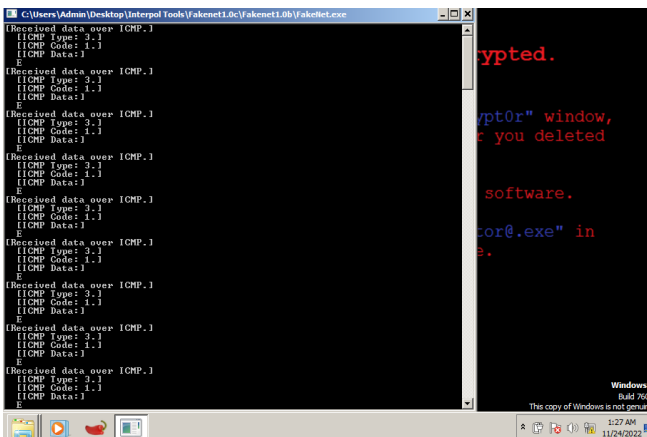 C:\Users\Admin\Desktop\Interpol Tools\Fakenet1.0c\Fakenet1.0b\FakeNet.exe
[Received data over ICMP.]
[ICMP Type: 3.]
[ICMP Code: 1.]
[ICMP Data:]
E
[Received data over ICMP.]
[ICMP Type: 3.]
[ICMP Code: 1.]
[ICMP Data:]
E
[Received data over ICMP.]
[ICMP Type: 3.]
[ICMP Code: 1.]
[ICMP Data:]
E
[Received data over ICMP.]
[ICMP Type: 3.]
[ICMP Code: 1.]
[ICMP Data:]
E
[Received data over ICMP.]
[ICMP Type: 3.]
[ICMP Code: 1.]
[ICMP Data:]
E
[Received data over ICMP.]
[ICMP Type: 3.]
[ICMP Code: 1.]
[ICMP Data:]
E
[Received data over ICMP.]
[ICMP Type: 3.]
[ICMP Code: 1.]
[ICMP Data:]
E
[Received data over ICMP.]
[ICMP Type: 3.]
[ICMP Code: 1.]
[ICMP Data:]
E
[Received data over ICMP.]
[ICMP Type: 3.]
[ICMP Code: 1.]
[ICMP Data:]
E
ypted.
ypt0r" window,
r you deleted
software.
tor@.exe" in
e.
Windows
Build 760
This copy of Windows is not genuin
1:27 AM
11/24/2022